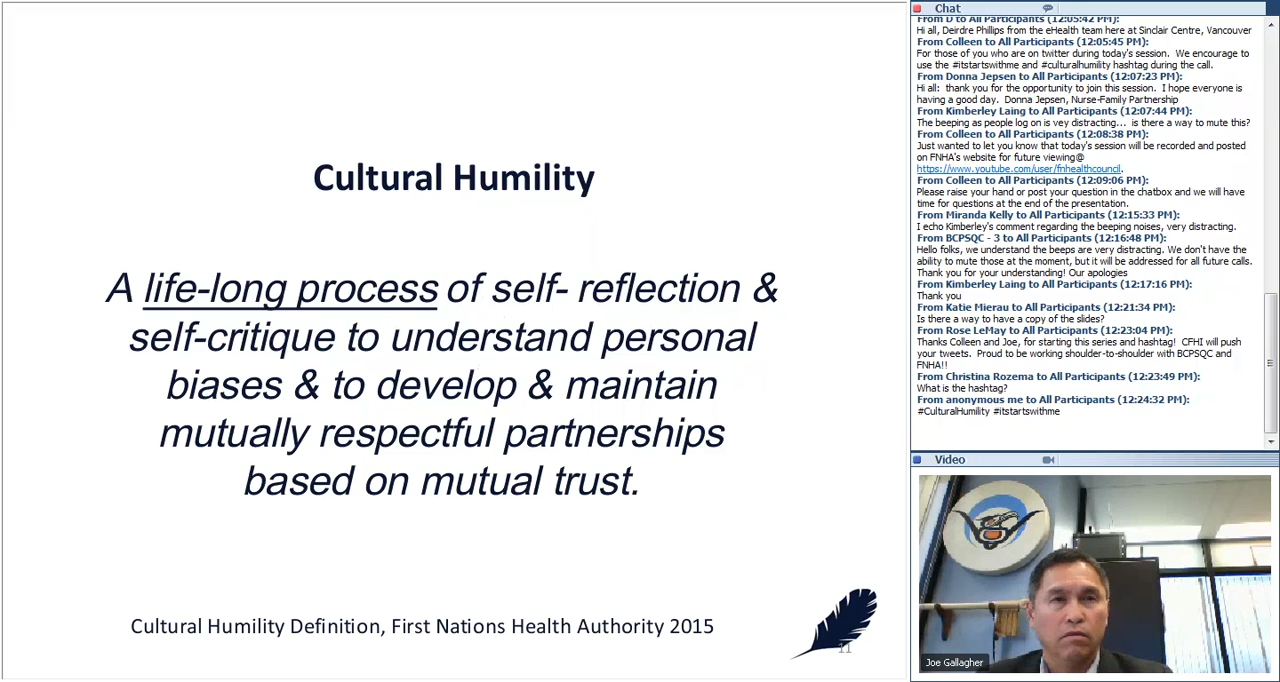 Cultural Humility
A life-long process of self- reflection &
self-critique to understand personal
biases & to develop & maintain
mutually respectful partnerships
based on mutual trust.
Cultural Humility Definition, First Nations Health Authority 2015
11
Chat
From D to All Participants (12:05:42 PM):
Hi all, Deirdre Phillips from the eHealth team here at Sinclair Centre, Vancouver
From Colleen to All Participants (12:05:45 PM):
For those of you who are on twitter during today's session.  We encourage to
use the #itstartswithme and #culturalhumility hashtag during the call.
From Donna Jepsen to All Participants (12:07:23 PM):
Hi all:  thank you for the opportunity to join this session.  I hope everyone is
having a good day.  Donna Jepsen, Nurse-Family Partnership
From Kimberley Laing to All Participants (12:07:44 PM):
The beeping as people log on is vey distracting...  is there a way to mute this?
From Colleen to All Participants (12:08:38 PM):
Just wanted to let you know that today's session will be recorded and posted
on FNHA's website for future viewing@
https://www.youtube.com/user/fnhealthcouncil.
From Colleen to All Participants (12:09:06 PM):
Please raise your hand or post your question in the chatbox and we will have
time for questions at the end of the presentation.
From Miranda Kelly to All Participants (12:15:33 PM):
I echo Kimberley's comment regarding the beeping noises, very distracting.
From BCPSQC - 3 to All Participants (12:16:48 PM):
Hello folks, we understand the beeps are very distracting. We don't have the
ability to mute those at the moment, but it will be addressed for all future calls.
Thank you for your understanding! Our apologies
From Kimberley Laing to All Participants (12:17:16 PM):
Thank you
From Katie Mierau to All Participants (12:21:34 PM):
Is there a way to have a copy of the slides?
From Rose LeMay to All Participants (12:23:04 PM):
Thanks Colleen and Joe, for starting this series and hashtag!  CFHI will push
your tweets.  Proud to be working shoulder-to-shoulder with BCPSQC and
FNHA!!
From Christina Rozema to All Participants (12:23:49 PM):
What is the hashtag?
From anonymous me to All Participants (12:24:32 PM):
#CulturalHumility #itstartswithme
Video
Joe Gallagher